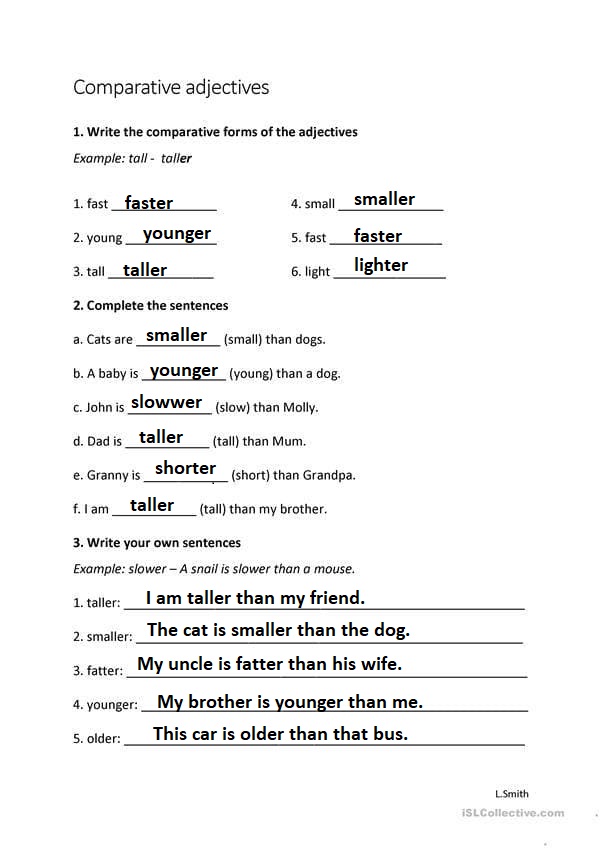 Comparative adjectives
1. Write the comparative forms of the adjectives
Example: tall - taller
1. fast faster 4. small smaller
2. young younger 5. fast faster
3. tall taller 6. light lighter
2. Complete the sentences
a. Cats are smaller (small) than dogs.
b. A baby is younger (young) than a dog.
c. John is slowwer (slow) than Molly.
d. Dad is taller (tall) than Mum.
e. Granny is shorter (short) than Grandpa.
f. I am taller (tall) than my brother.
3. Write your own sentences
Example: slower – A snail is slower than a mouse.
1. taller: I am taller than my friend.
2. smaller: The cat is smaller than the dog.
3. fatter: My uncle is fatter than his wife.
4. younger: My brother is younger than me.
5. older: This car is older than that bus.
L.Smith
iSLCollective.com